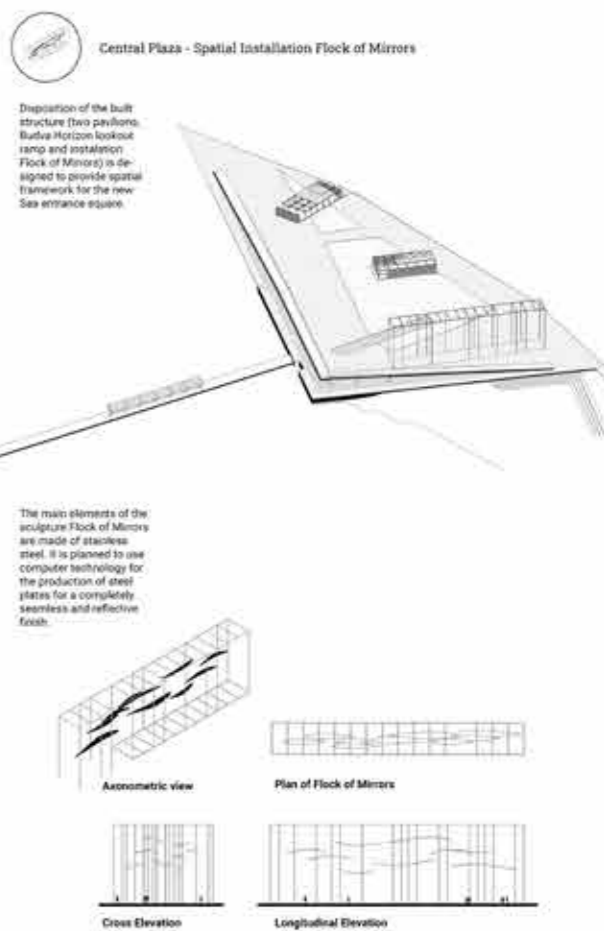 Central Plaza - Spatial Installation Flock of Mirrors
Disposition of the built
structure (two pavilions,
Budva Horizon lookout
ramp and instalation
Flock of Mirrors) is de-
signed to provide spatial
framework for the new
Sea entrance square.
The main elements of the
sculpture Flock of Mirrors
are made of stainless
steel. It is planned to use
computer technology for
the production of steel
plates for a completely
seamless and reflective
finish.
Axonometric view
Plan of Flock of Mirrors
Cross Elevation
Longitudinal Elevation